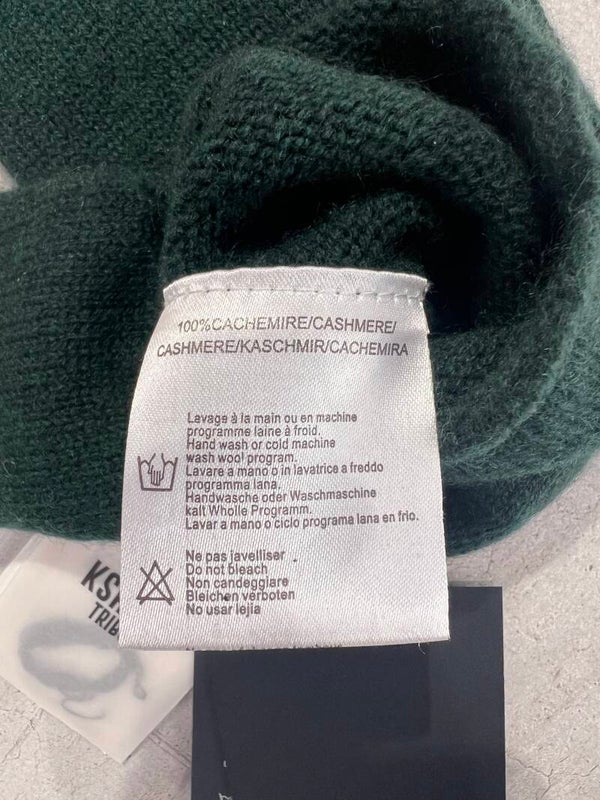 100%CACHEMIRE/CASHMERE/
CASHMERE/KASCHMIR/CACHEMIRA
Lavage à la main ou en machine
programme laine à froid.
Hand wash or cold machine
wash wool program.
Lavare a mano o in lavatrice a freddo
programma lana.
Handwasche oder Waschmaschine
kalt Wholle Programm.
Lavar a mano o ciclo programa lana en frio.
Ne pas javelliser
Do not bleach
Non candeggiare
Bleichen verboten
No usar lejia